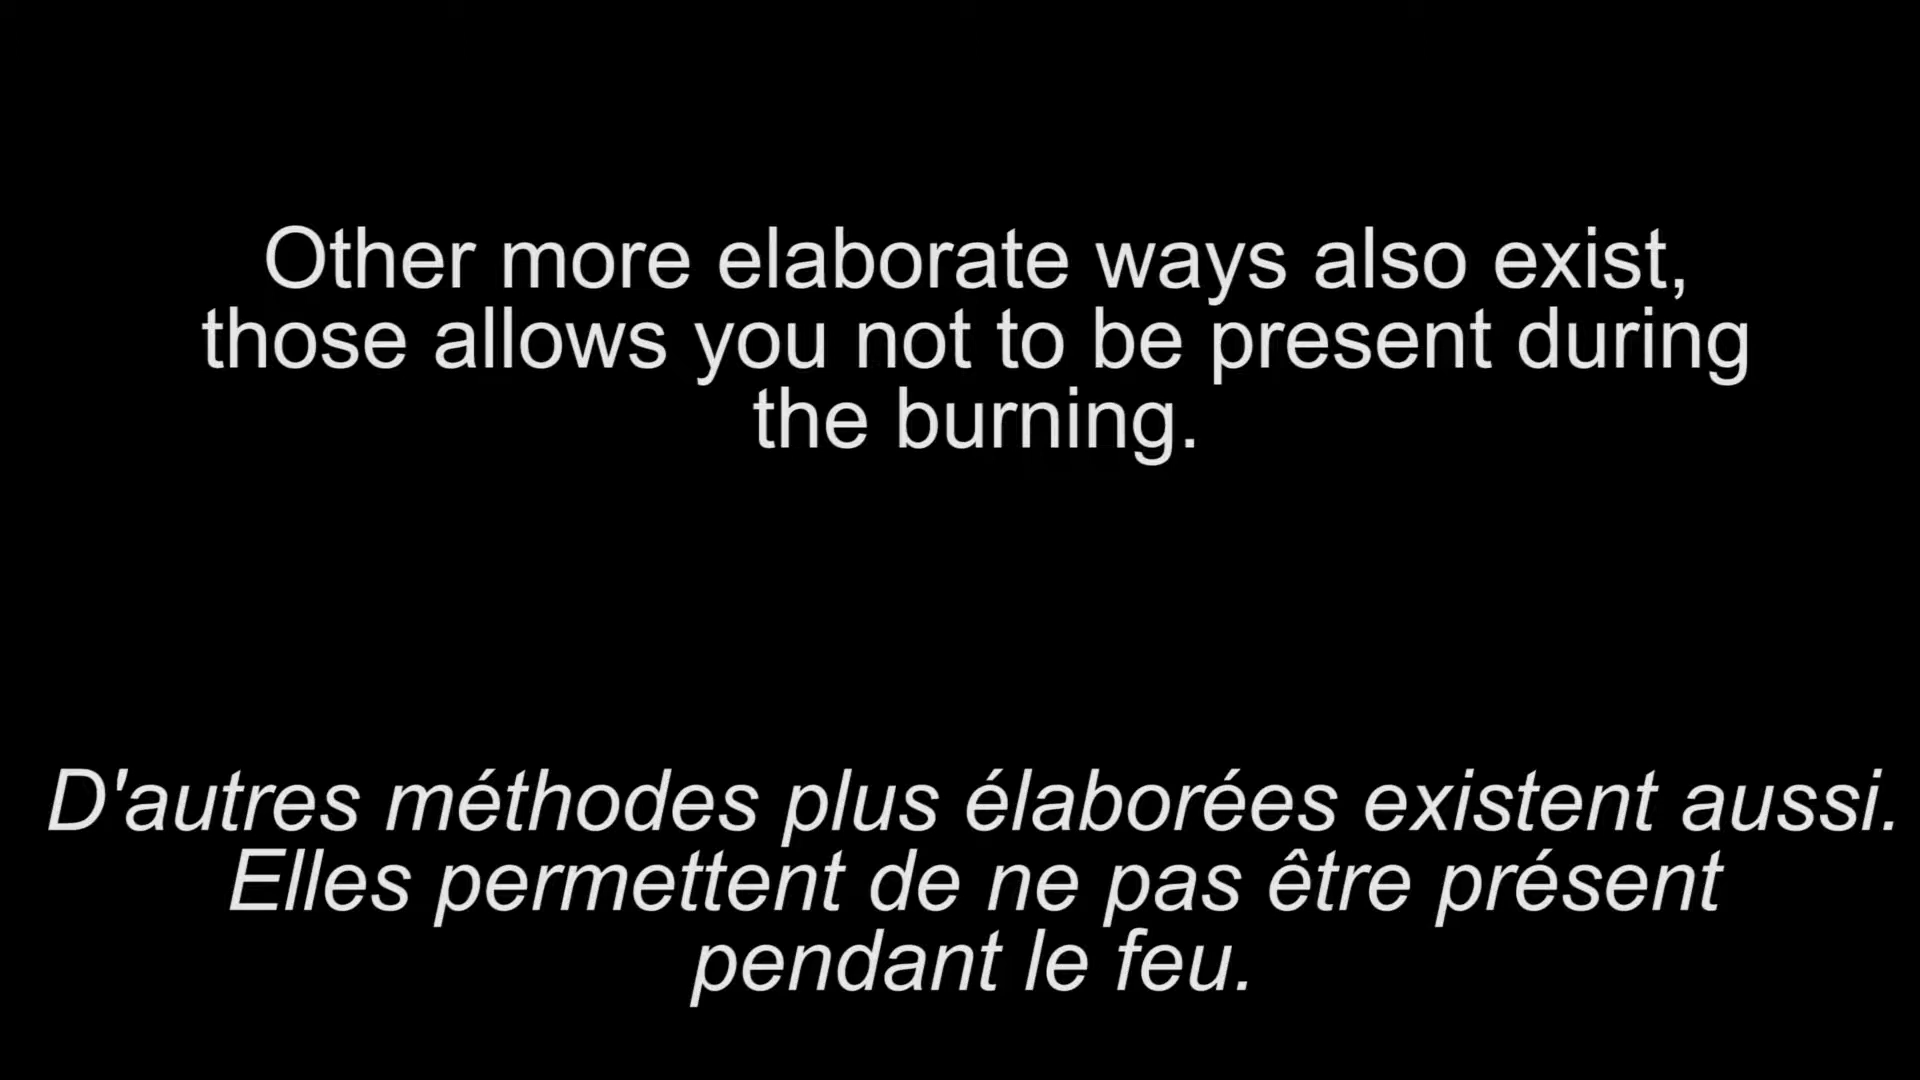 Other more elaborate ways also exist,
those allows you not to be present during
the burning.
D'autres méthodes plus élaborées existent aussi.
Elles permettent de ne pas être présent
pendant le feu.